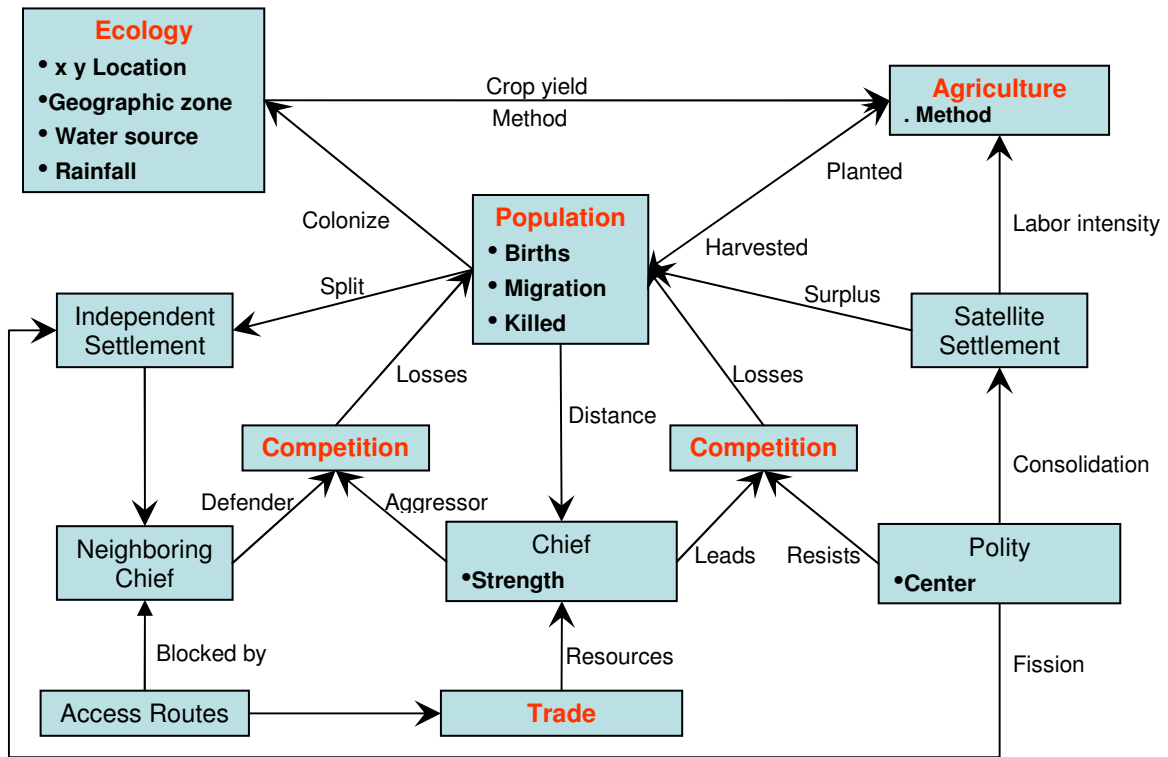 Ecology
• x y Location
•Geographic zone
• Water source
• Rainfall
Crop yield
Method
Agriculture
. Method
Colonize
Population
• Births
• Migration
• Killed
Planted
Harvested
Labor intensity
Split
Surplus
Independent
Settlement
Satellite
Settlement
Losses
Distance
Losses
Competition
Competition
Consolidation
Defender
Aggressor
Neighboring
Chief
Chief
•Strength
Leads
Resists
Polity
•Center
Blocked by
Resources
Fission
Access Routes
Trade